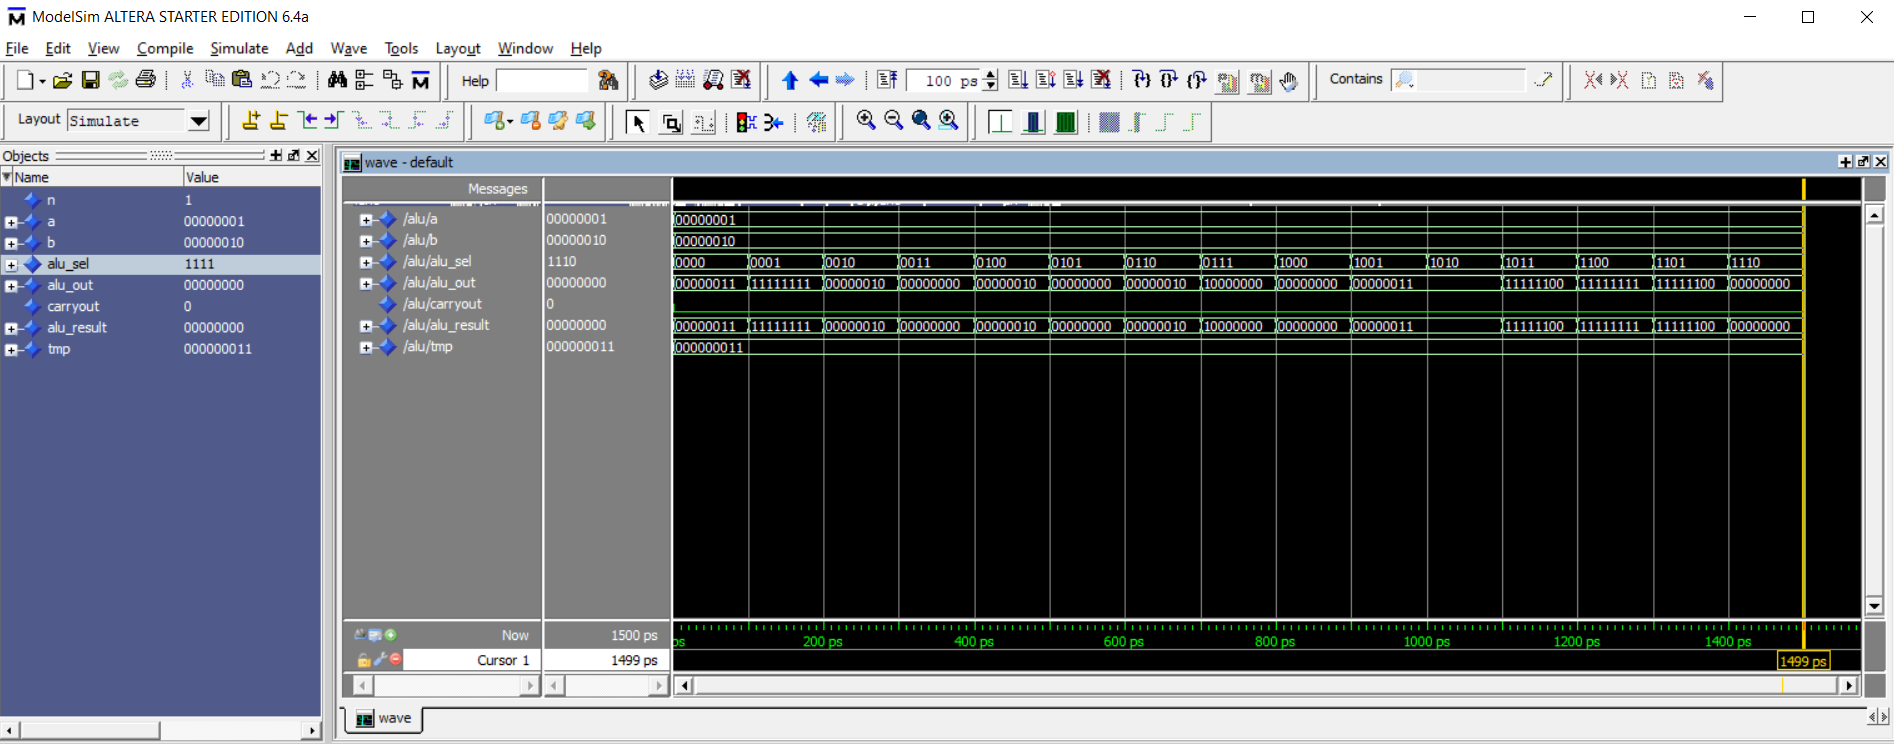 ModelSim ALTERA STARTER EDITION 6.4a
File Edit View Compile Simulate Add Wave Tools Layout Window Help
Help 100 ps Contains
Layout Simulate
Objects
Name Value
n 1
a 00000001
b 00000010
alu_sel 1111
alu_out 00000000
carryout 0
alu_result 00000000
tmp 000000011
wave - default
Messages
/alu/a 00000001 00000001
/alu/b 00000010 00000010
/alu/alu_sel 1110 0000 0001 0010 0011 0100 0101 0110 0111 1000 1001 1010 1011 1100 1101 1110
/alu/alu_out 00000000 00000011 11111111 00000010 00000000 00000010 00000000 00000010 10000000 00000000 00000011 11111100 11111111 11111100 00000000
/alu/carryout 0
/alu/alu_result 00000000 00000011 11111111 00000010 00000000 00000010 00000000 00000010 10000000 00000000 00000011 11111100 11111111 11111100 00000000
/alu/tmp 000000011 000000011
Now 1500 ps ps 200 ps 400 ps 600 ps 800 ps 1000 ps 1200 ps 1400 ps
Cursor 1 1499 ps 1499 ps
wave